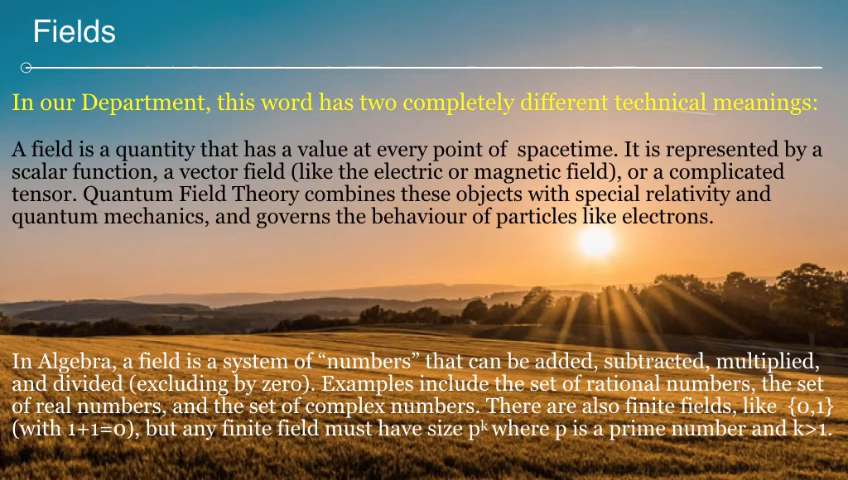 Fields
In our Department, this word has two completely different technical meanings:
A field is a quantity that has a value at every point of  spacetime. It is represented by a
scalar function, a vector field (like the electric or magnetic field), or a complicated
tensor. Quantum Field Theory combines these objects with special relativity and
quantum mechanics, and governs the behaviour of particles like electrons.
In Algebra, a field is a system of “numbers” that can be added, subtracted, multiplied,
and divided (excluding by zero). Examples include the set of rational numbers, the set
of real numbers, and the set of complex numbers. There are also finite fields, like  {0,1}
(with 1+1=0), but any finite field must have size pᵏ where p is a prime number and k>1.